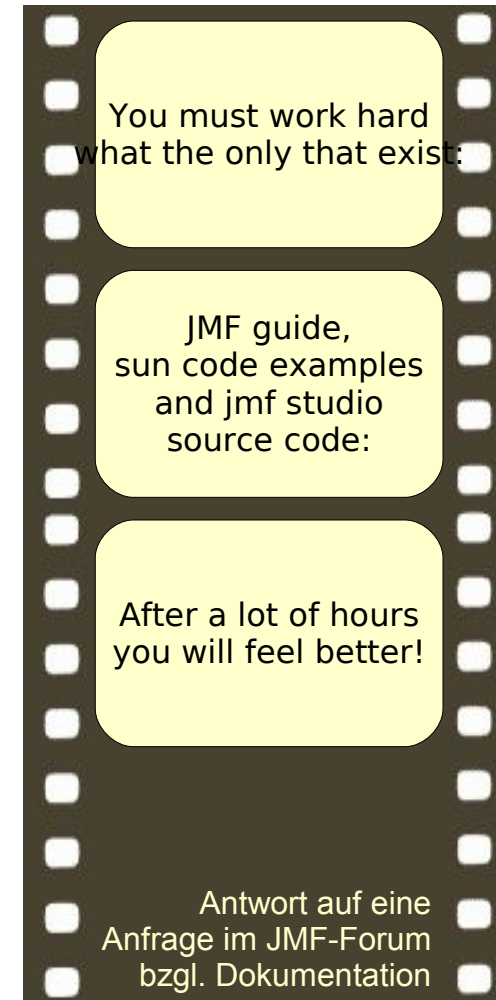 You must work hard
what the only that exist:
JMF guide,
sun code examples
and jmf studio
source code:
After a lot of hours
you will feel better!
Antwort auf eine
Anfrage im JMF-Forum
bzgl. Dokumentation